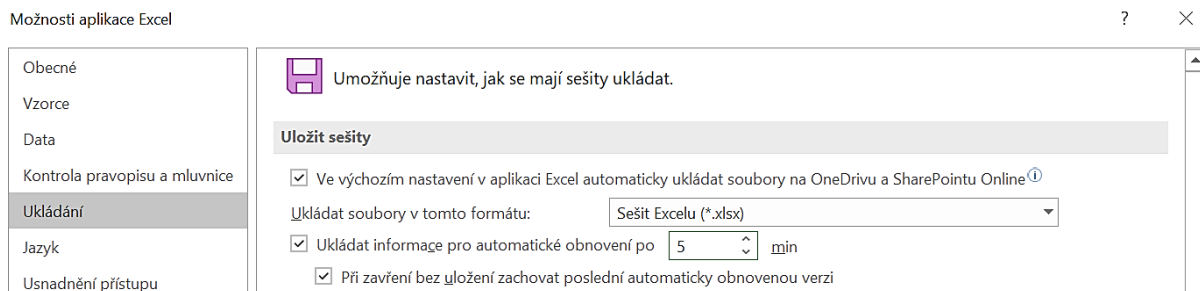 Možnosti aplikace Excel
?
Obecné
Vzorce
Data
Kontrola pravopisu a mluvnice
Ukládání
Jazyk
Usnadnění přístupu
Umožňuje nastavit, jak se mají sešity ukládat.
Uložit sešity
Ve výchozím nastavení v aplikaci Excel automaticky ukládat soubory na OneDrivu a SharePointu Online
Ukládat soubory v tomto formátu: Sešit Excelu (*.xlsx)
Ukládat informace pro automatické obnovení po 5 min
Při zavření bez uložení zachovat poslední automaticky obnovenou verzi